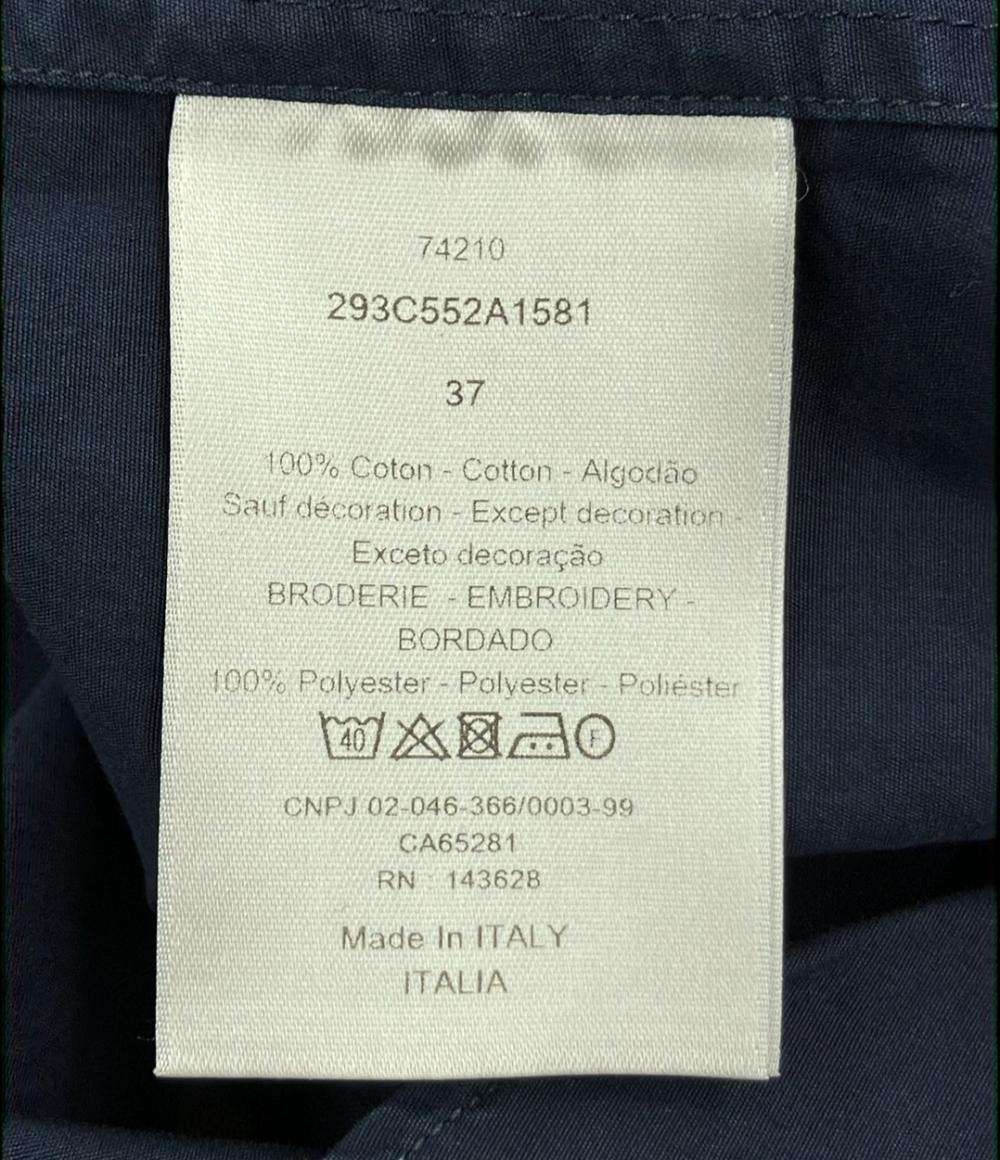 74210
293C552A1581
37
100% Coton - Cotton - Algodão
Sauf décoration - Except decoration -
Exceto decoração
BRODERIE - EMBROIDERY -
BORDADO
100% Polyester - Polyester - Poliéster
40 F
CNPJ 02-046-366/0003-99
CA65281
RN : 143628
Made In ITALY
ITALIA